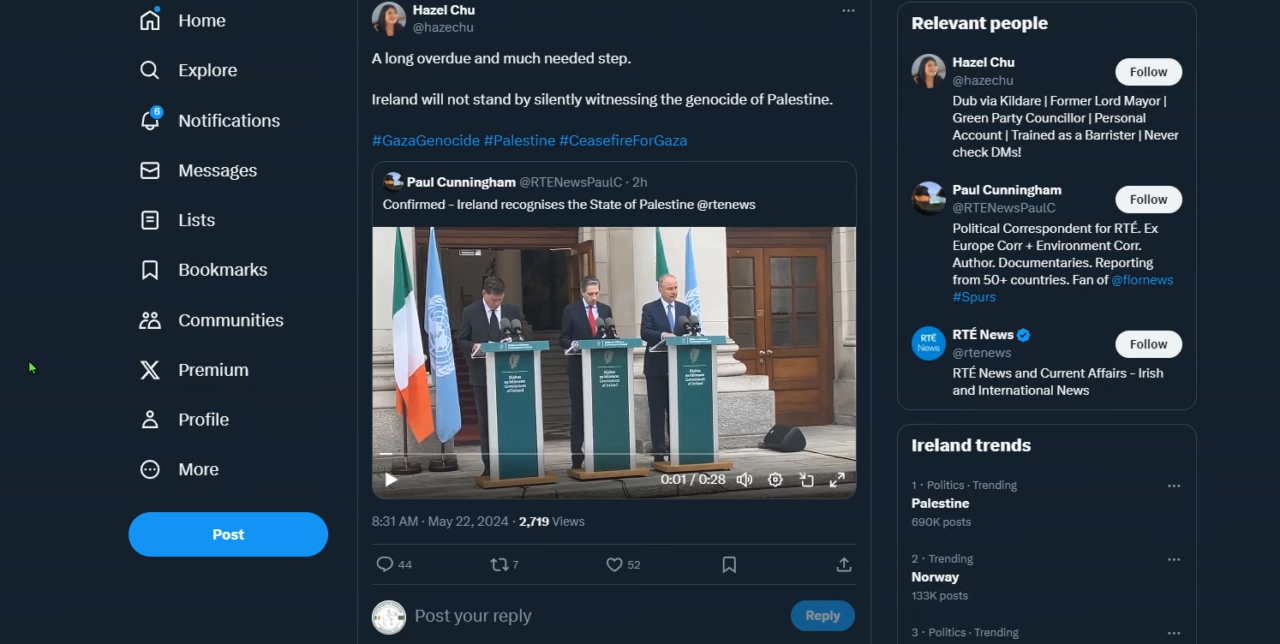 Home
Explore
6
Notifications
Messages
Lists
Bookmarks
Communities
Premium
Profile
More
Post
Hazel Chu
@hazechu
A long overdue and much needed step.
Ireland will not stand by silently witnessing the genocide of Palestine.
#GazaGenocide #Palestine #CeasefireForGaza
Paul Cunningham @RTENewsPaulC · 2h
Confirmed - Ireland recognises the State of Palestine @rtenews
0:01 / 0:28
8:31 AM · May 22, 2024 · 2,719 Views
44
7
52
Post your reply
Reply
Relevant people
Hazel Chu
@hazechu
Follow
Dub via Kildare | Former Lord Mayor |
Green Party Councillor | Personal
Account | Trained as a Barrister | Never
check DMs!
Paul Cunningham
@RTENewsPaulC
Follow
Political Correspondent for RTÉ. Ex
Europe Corr + Environment Corr.
Author. Documentaries. Reporting
from 50+ countries. Fan of @flornews
#Spurs
RTÉ
News
RTÉ News
@rtenews
Follow
RTÉ News and Current Affairs - Irish
and International News
Ireland trends
1 · Politics · Trending
Palestine
690K posts
2 · Trending
Norway
133K posts
3 · Politics · Trending